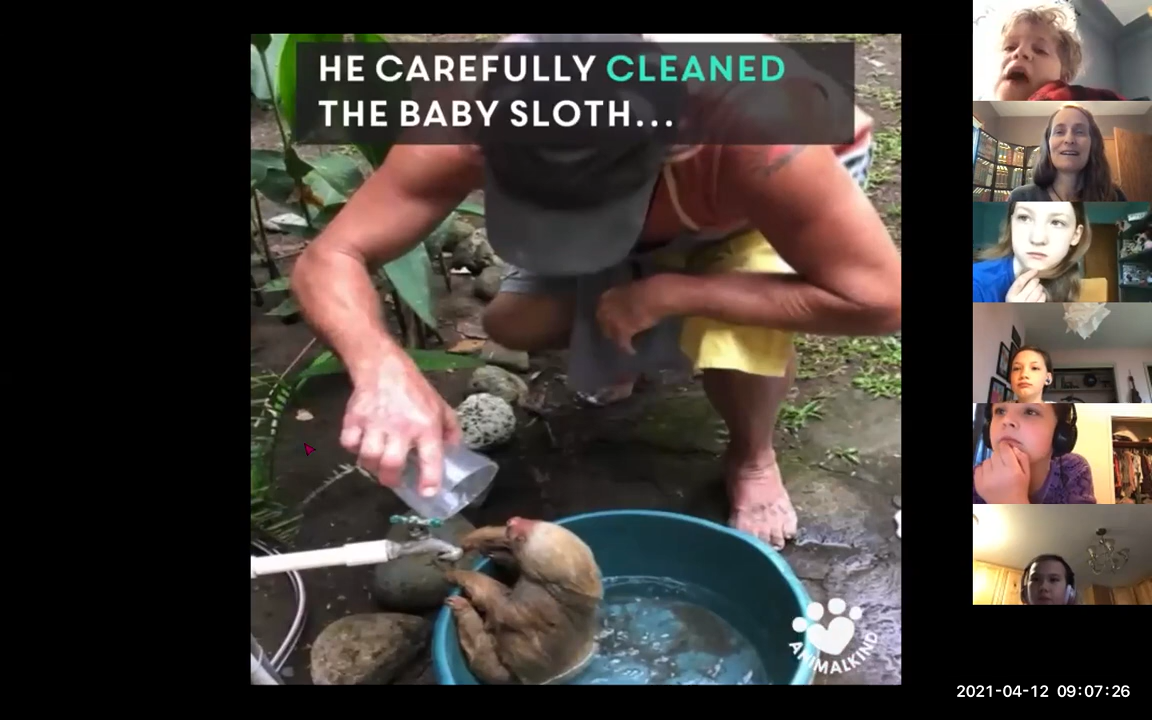 HE CAREFULLY CLEANED
THE BABY SLOTH...
ANIMALKIND
2021-04-12 09:07:26